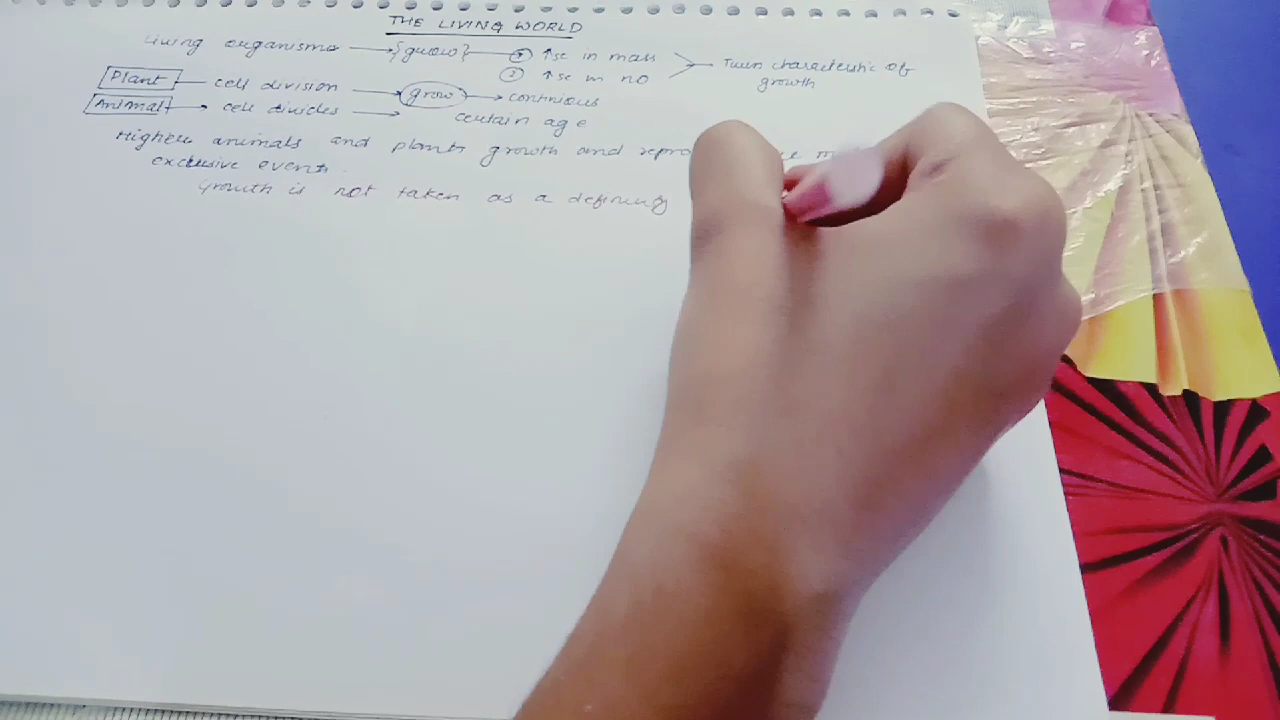 THE LIVING WORLD
Living organisms → {grow} → ① ↑se in mass
② ↑se in no
Twin characteristic of growth
Plant — cell division → grow → continious
Animal → cell divides → certain age
Higher animals and plants growth and
exclusive events.
Growth is not taken as a defining